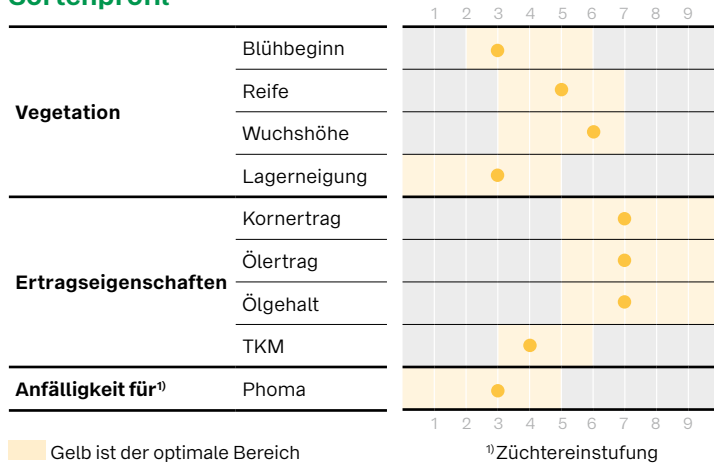 Sortenprofil
1 2 3 4 5 6 7 8 9
Vegetation
Blühbeginn
Reife
Wuchshöhe
Lagerneigung
Ertragseigenschaften
Kornertrag
Ölertrag
Ölgehalt
TKM
Anfälligkeit für¹⁾ Phoma
1 2 3 4 5 6 7 8 9
Gelb ist der optimale Bereich
¹⁾Züchtereinstufung